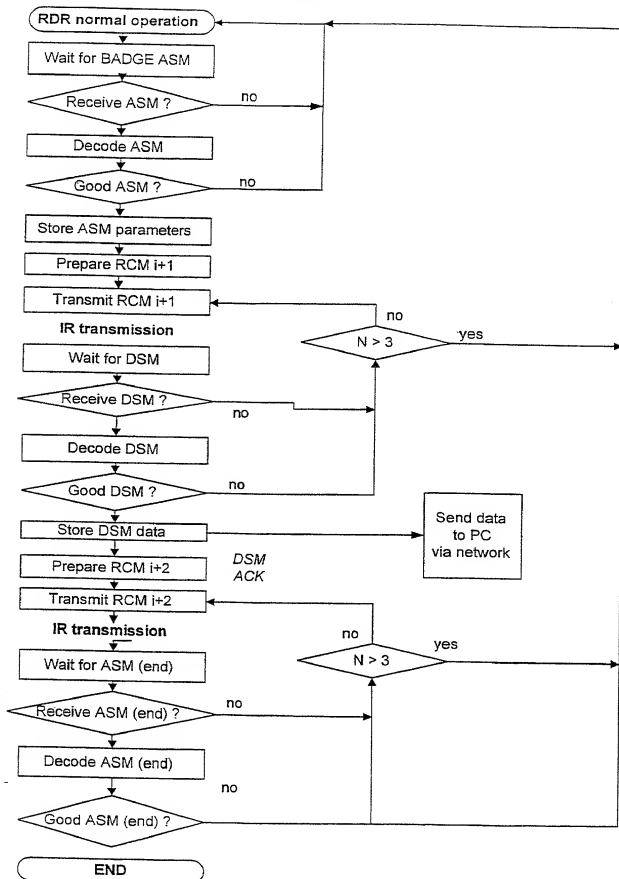 RDR normal operation
Wait for BADGE ASM
Receive ASM ?
no
Decode ASM
Good ASM ?
no
Store ASM parameters
Prepare RCM i+1
Transmit RCM i+1
no
IR transmission
N > 3
yes
Wait for DSM
Receive DSM ?
no
Decode DSM
Good DSM ?
no
Store DSM data
Send data
to PC
via network
Prepare RCM i+2
DSM
ACK
Transmit RCM i+2
IR transmission
no
N > 3
yes
Wait for ASM (end)
Receive ASM (end) ?
no
Decode ASM (end)
no
Good ASM (end) ?
END